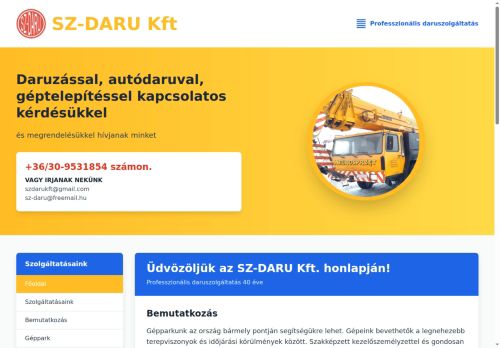 SZ-DARU
SZ-DARU Kft
Professzionális daruszolgáltatás
Daruzással, autódaruval,
géptelepítéssel kapcsolatos
kérdésükkel
és megrendelésükkel hívjanak minket
+36/30-9531854 számon.
VAGY IRJANAK NEKÜNK
szdarukft@gmail.com
sz-daru@freemail.hu
Szolgáltatásaink
Főoldal
Szolgáltatásaink
Bemutatkozás
Géppark
Üdvözöljük az SZ-DARU Kft. honlapján!
Professzionális daruszolgáltatás 40 éve
Bemutatkozás
Gépparkunk az ország bármely pontján segítségükre lehet. Gépeink bevethetők a legnehezebb
terepviszonyok és időjárási körülmények között. Szakképzett kezelőszemélyzettel és gondosan